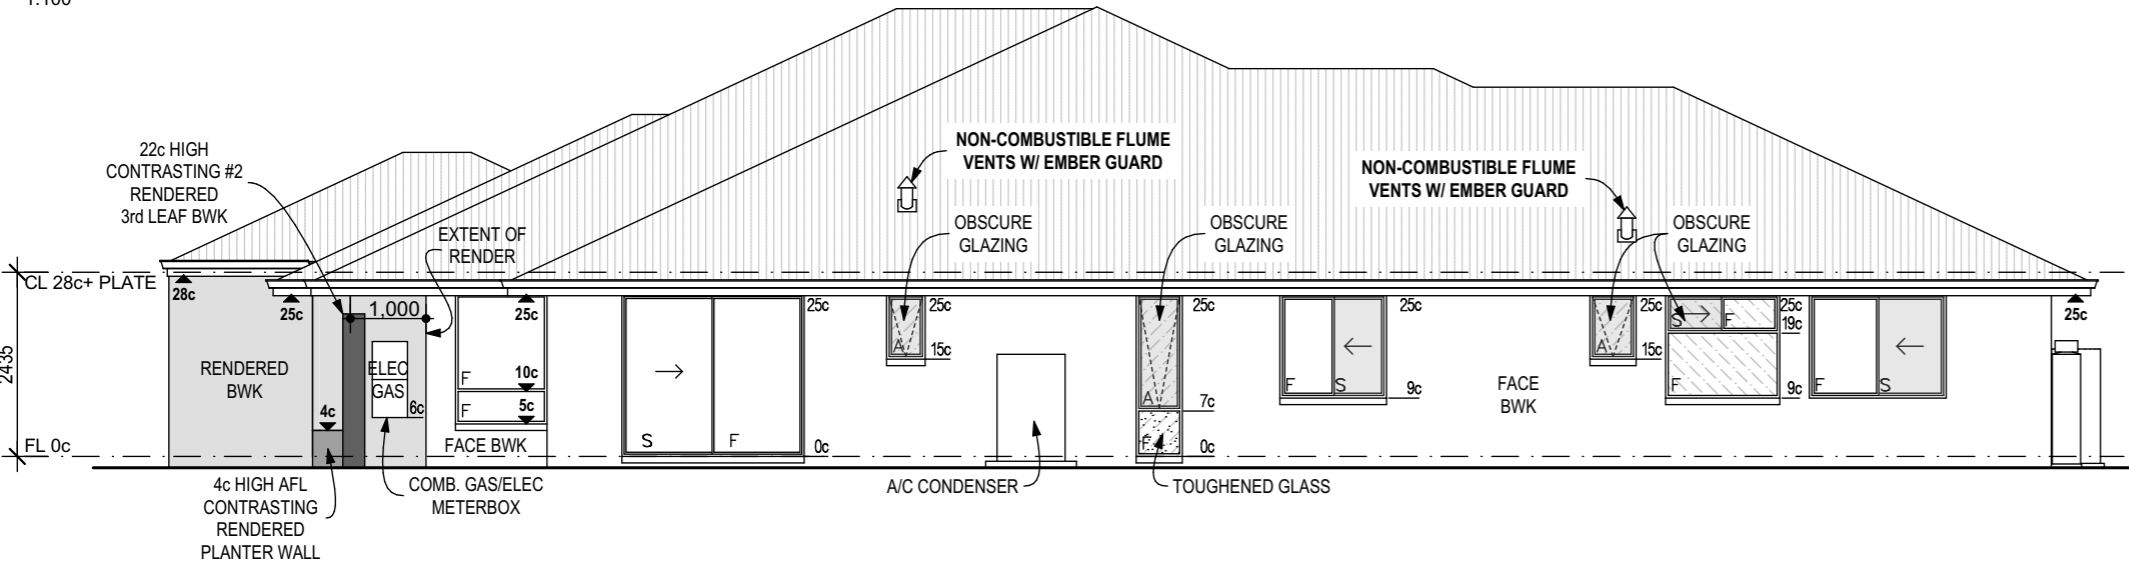 1:100
NON-COMBUSTIBLE FLUME
VENTS W/ EMBER GUARD
NON-COMBUSTIBLE FLUME
VENTS W/ EMBER GUARD
22c HIGH
CONTRASTING #2
RENDERED
3rd LEAF BWK
EXTENT OF
RENDER
OBSCURE
GLAZING
OBSCURE
GLAZING
OBSCURE
GLAZING
CL 28c+ PLATE
28c
25c
1,000
25c
25c
25c
25c
25c
25c
25c
25c
19c
S
F
2435
RENDERED
BWK
ELEC
GAS
4c
6c
F
10c
F
5c
A
15c
A
7c
F
S
9c
A
15c
F
9c
F
S
FACE
BWK
FL 0c
FACE BWK
S
F
0c
F
0c
4c HIGH AFL
CONTRASTING
RENDERED
PLANTER WALL
COMB. GAS/ELEC
METERBOX
A/C CONDENSER
TOUGHENED GLASS